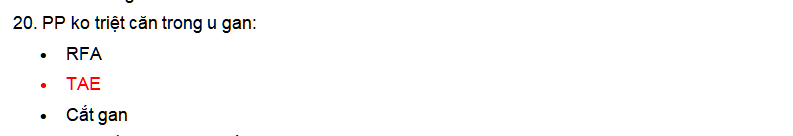 20. PP ko triệt căn trong u gan:
• RFA
• TAE
• Cắt gan